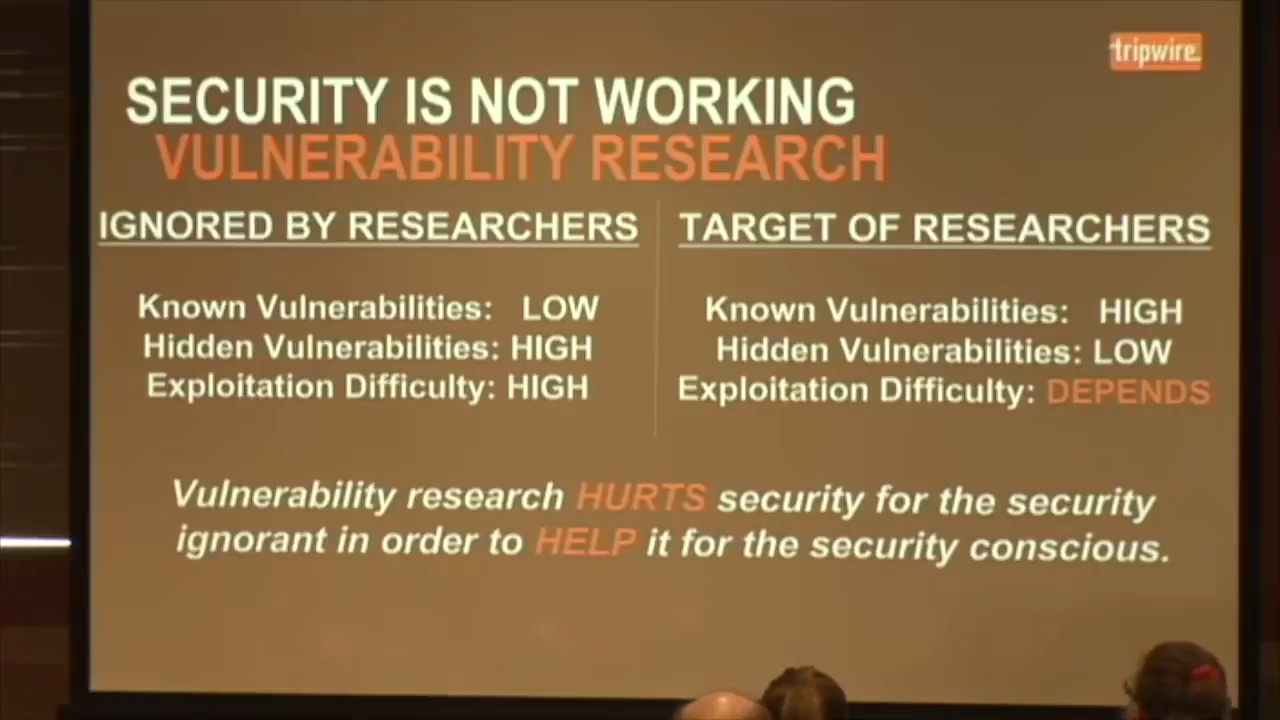 tripwire
SECURITY IS NOT WORKING
VULNERABILITY RESEARCH
IGNORED BY RESEARCHERS
Known Vulnerabilities: LOW
Hidden Vulnerabilities: HIGH
Exploitation Difficulty: HIGH
TARGET OF RESEARCHERS
Known Vulnerabilities: HIGH
Hidden Vulnerabilities: LOW
Exploitation Difficulty: DEPENDS
Vulnerability research HURTS security for the security
ignorant in order to HELP it for the security conscious.